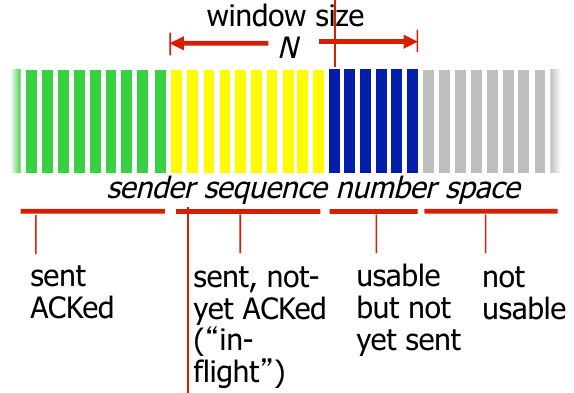 window size
N
sender sequence number space
sent
ACKed
sent, not-
yet ACKed
(“in-
flight”)
usable
but not
yet sent
not
usable